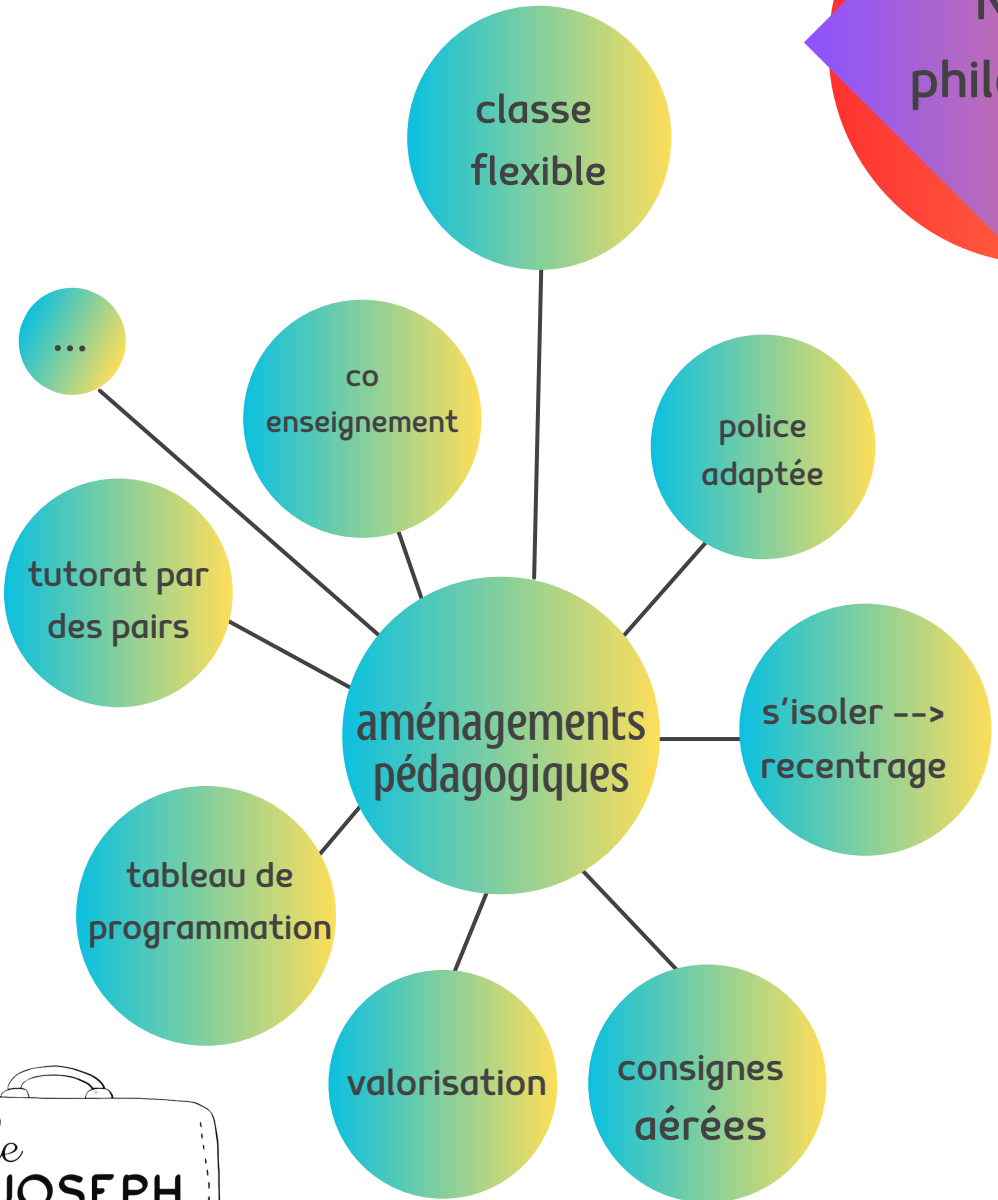 classe
flexible
...
co
enseignement
police
adaptée
tutorat par
des pairs
aménagements
pédagogiques
s'isoler -->
recentrage
tableau de
programmation
valorisation
consignes
aérées
JOSEPH